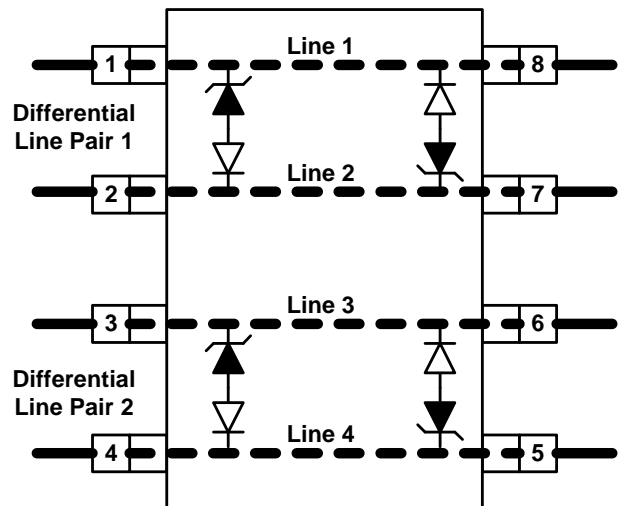 Line 1
1
8
Differential
Line Pair 1
Line 2
2
7
Line 3
3
6
Differential
Line Pair 2
Line 4
4
5